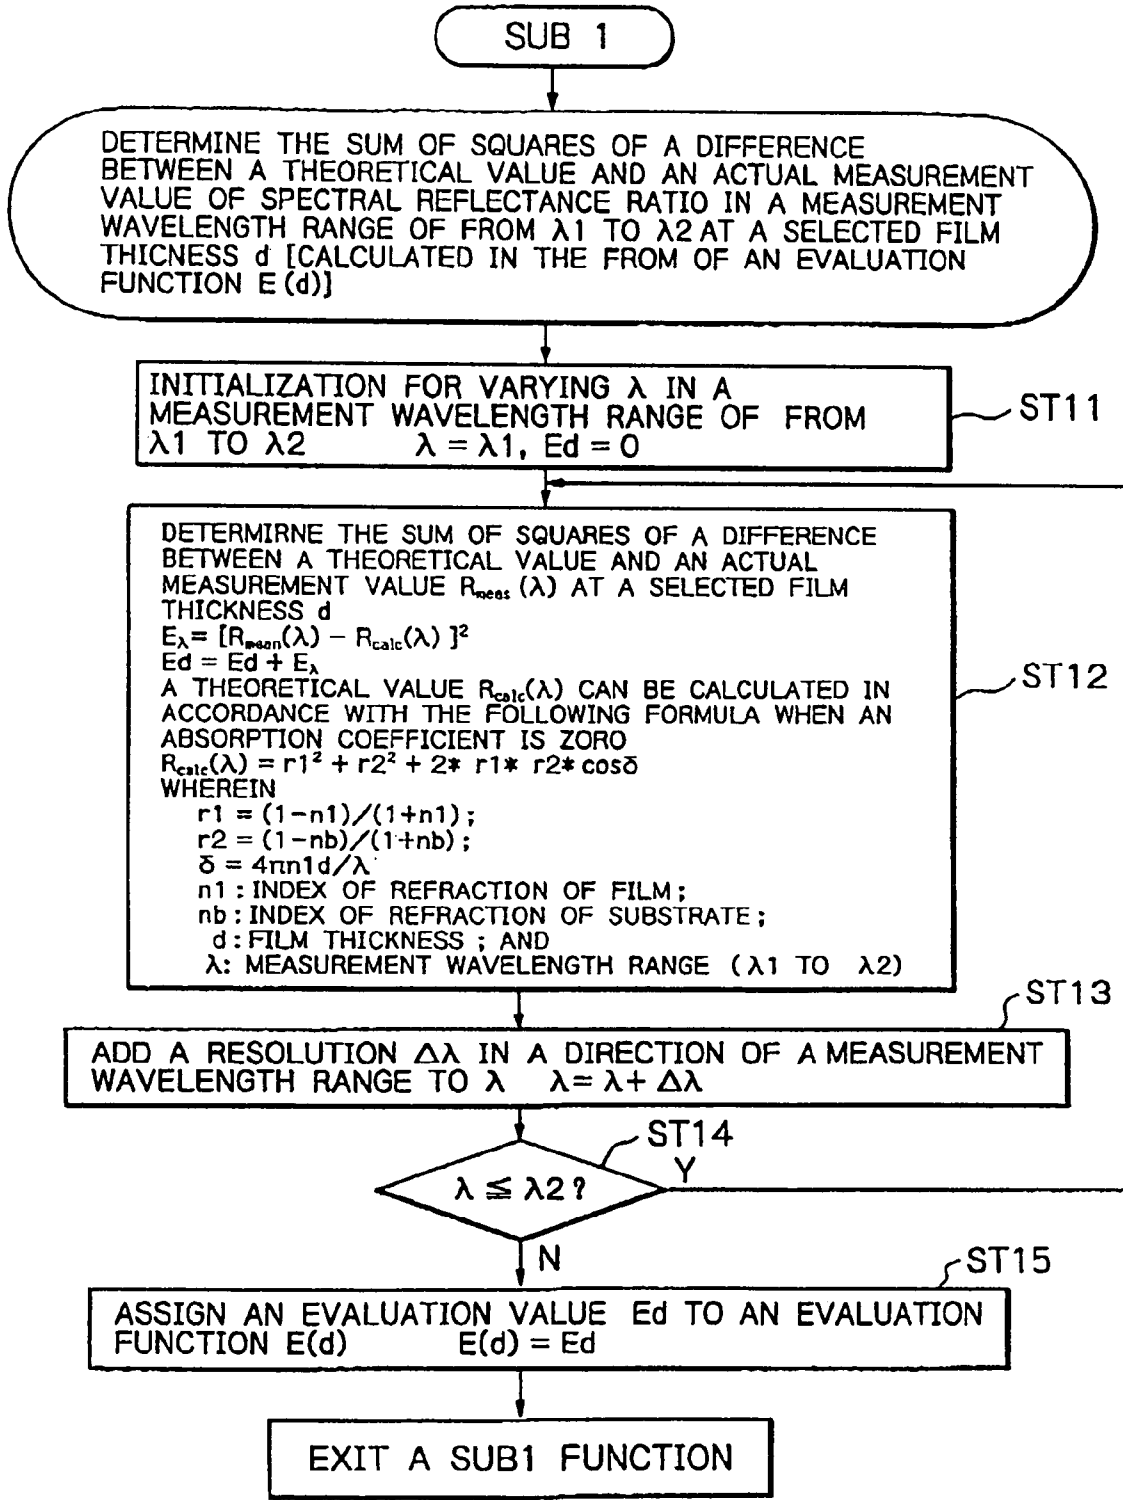 SUB 1
DETERMINE THE SUM OF SQUARES OF A DIFFERENCE
BETWEEN A THEORETICAL VALUE AND AN ACTUAL MEASUREMENT
VALUE OF SPECTRAL REFLECTANCE RATIO IN A MEASUREMENT
WAVELENGTH RANGE OF FROM λ1 TO λ2 AT A SELECTED FILM
THICNESS d [CALCULATED IN THE FROM OF AN EVALUATION
FUNCTION E(d)]
INITIALIZATION FOR VARYING λ IN A
MEASUREMENT WAVELENGTH RANGE OF FROM
λ1 TO λ2 λ = λ1, Ed = 0
ST11
DETERMIRNE THE SUM OF SQUARES OF A DIFFERENCE
BETWEEN A THEORETICAL VALUE AND AN ACTUAL
MEASUREMENT VALUE Rmeas (λ) AT A SELECTED FILM
THICKNESS d
Eλ = [Rmean(λ) − Rcalc(λ) ]²
Ed = Ed + Eλ
A THEORETICAL VALUE Rcalc(λ) CAN BE CALCULATED IN
ACCORDANCE WITH THE FOLLOWING FORMULA WHEN AN
ABSORPTION COEFFICIENT IS ZORO
Rcalc(λ) = r1² + r2² + 2* r1* r2* cosδ
WHEREIN
r1 = (1−n1)/(1+n1);
r2 = (1−nb)/(1+nb);
δ = 4πn1d/λ
n1 : INDEX OF REFRACTION OF FILM;
nb : INDEX OF REFRACTION OF SUBSTRATE;
d : FILM THICKNESS ; AND
λ: MEASUREMENT WAVELENGTH RANGE (λ1 TO λ2)
ST12
ST13
ADD A RESOLUTION Δλ IN A DIRECTION OF A MEASUREMENT
WAVELENGTH RANGE TO λ λ = λ + Δλ
ST14
λ ≦ λ2 ?
Y
N
ST15
ASSIGN AN EVALUATION VALUE Ed TO AN EVALUATION
FUNCTION E(d) E(d) = Ed
EXIT A SUB1 FUNCTION